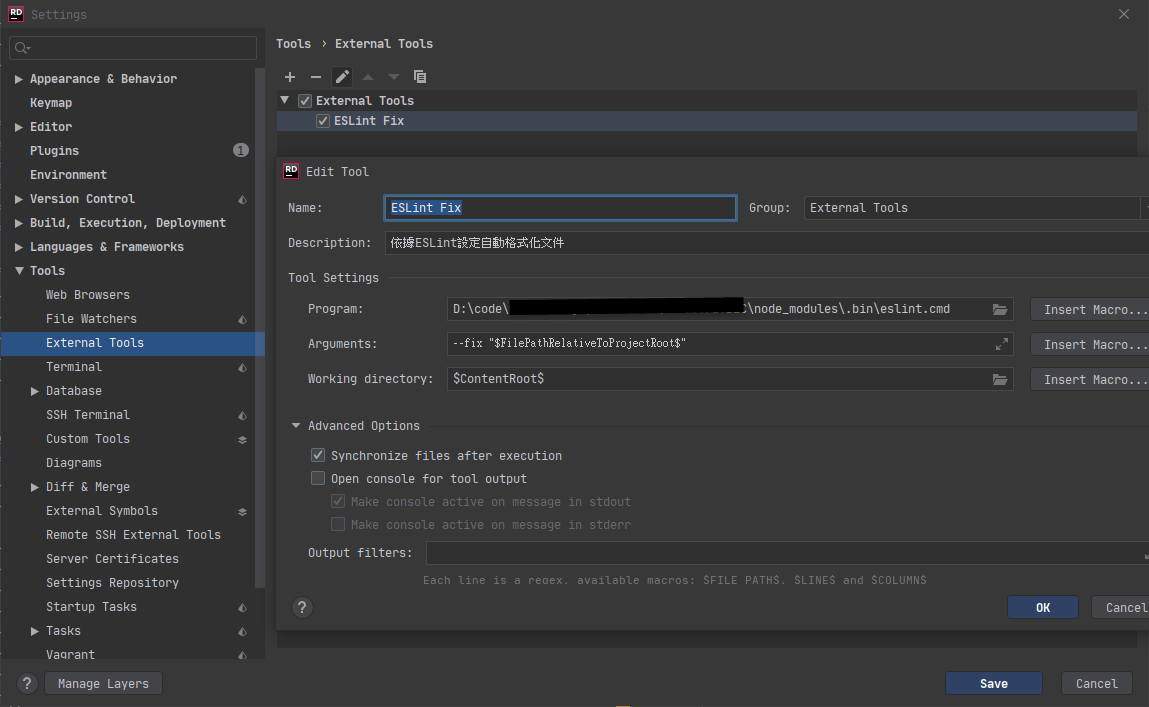 RD Settings
Tools › External Tools
Appearance & Behavior
Keymap
Editor
Plugins 1
Environment
Version Control
Build, Execution, Deployment
Languages & Frameworks
Tools
Web Browsers
File Watchers
External Tools
Terminal
Database
SSH Terminal
Custom Tools
Diagrams
Diff & Merge
External Symbols
Remote SSH External Tools
Server Certificates
Settings Repository
Startup Tasks
Tasks
Vagrant
External Tools
ESLint Fix
RD Edit Tool
Name: ESLint Fix Group: External Tools
Description: 依據ESLint設定自動格式化文件
Tool Settings
Program: D:\code\ \node_modules\.bin\eslint.cmd Insert Macro...
Arguments: --fix "$FilePathRelativeToProjectRoot$" Insert Macro...
Working directory: $ContentRoot$ Insert Macro...
Advanced Options
Synchronize files after execution
Open console for tool output
Make console active on message in stdout
Make console active on message in stderr
Output filters:
Each line is a regex, available macros: $FILE_PATH$, $LINE$ and $COLUMN$
? OK Cancel
? Manage Layers Save Cancel